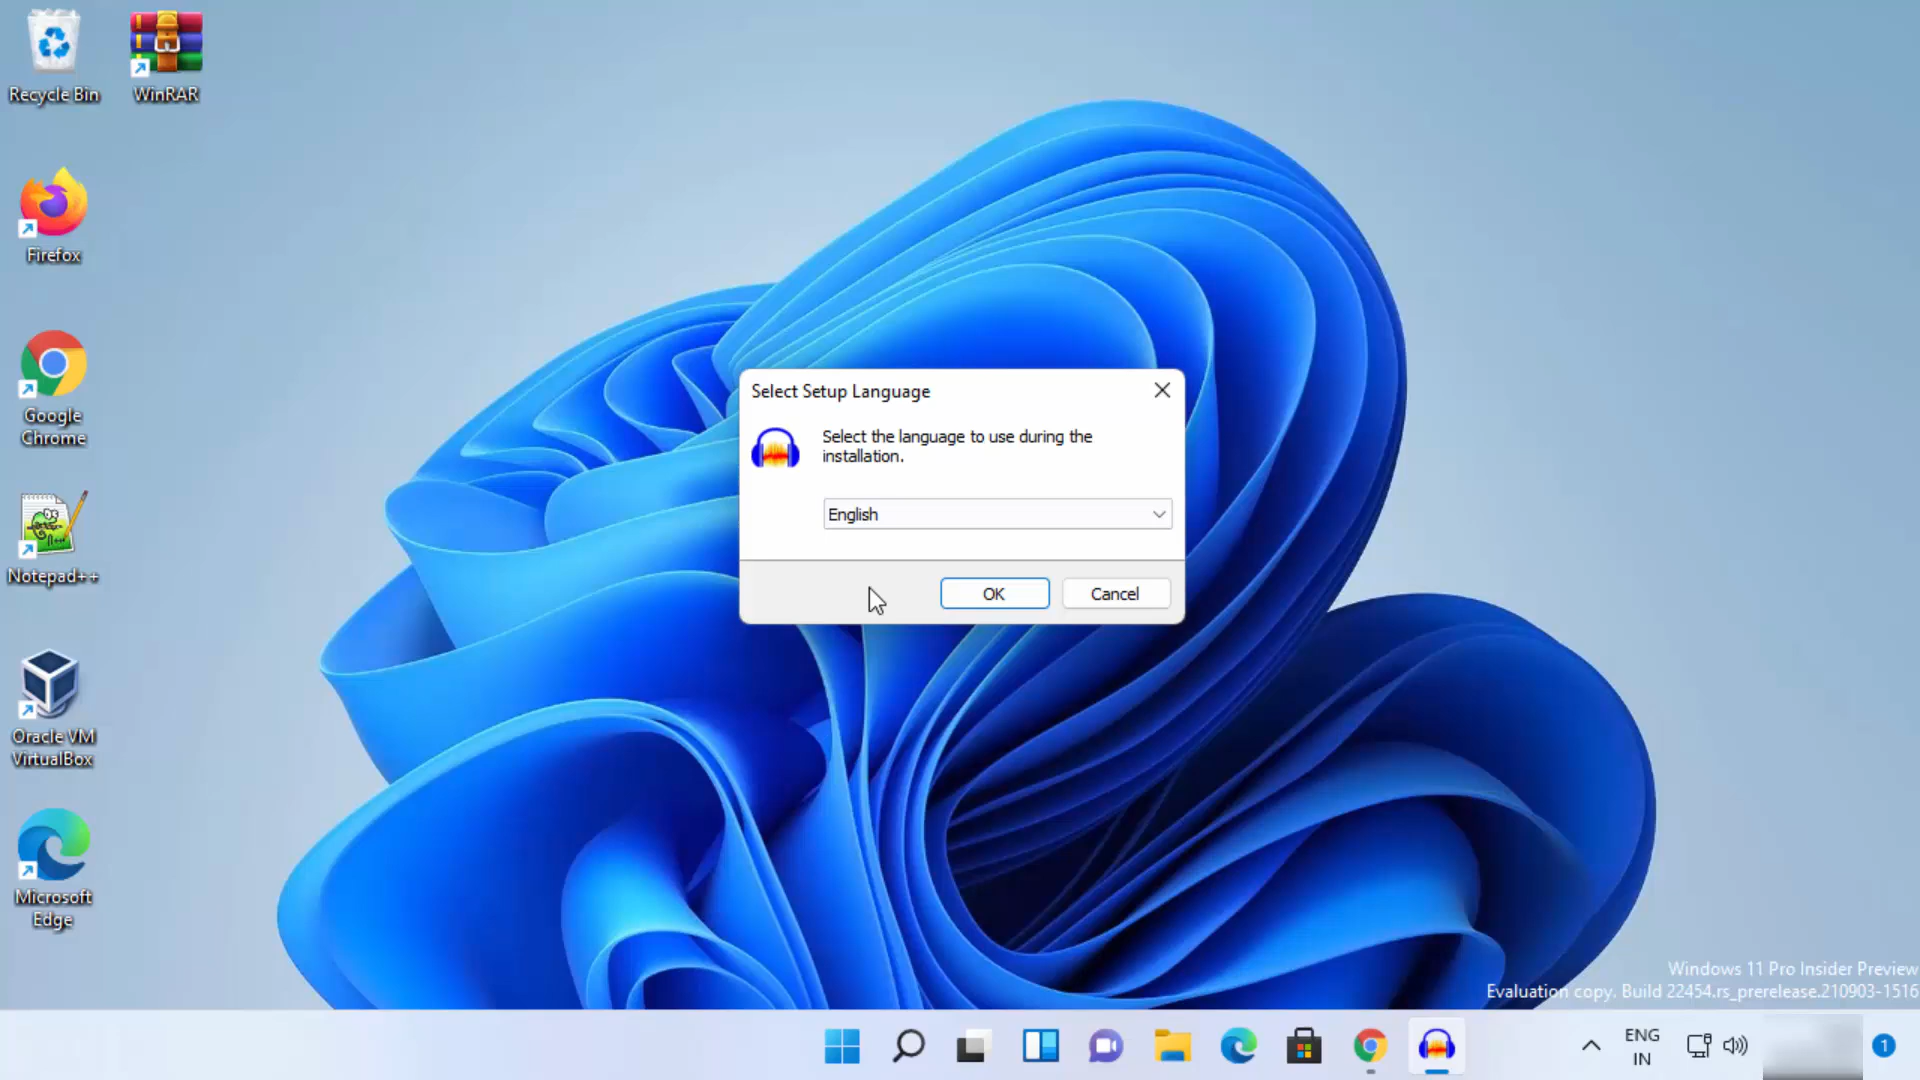 Recycle Bin
WinRAR
Firefox
Google
Chrome
Notepad++
Oracle VM
VirtualBox
Microsoft
Edge
Select Setup Language
Select the language to use during the
installation.
English
OK
Cancel
Windows 11 Pro Insider Preview
Evaluation copy. Build 22454.rs_prerelease.210903-1516
ENG
IN
1